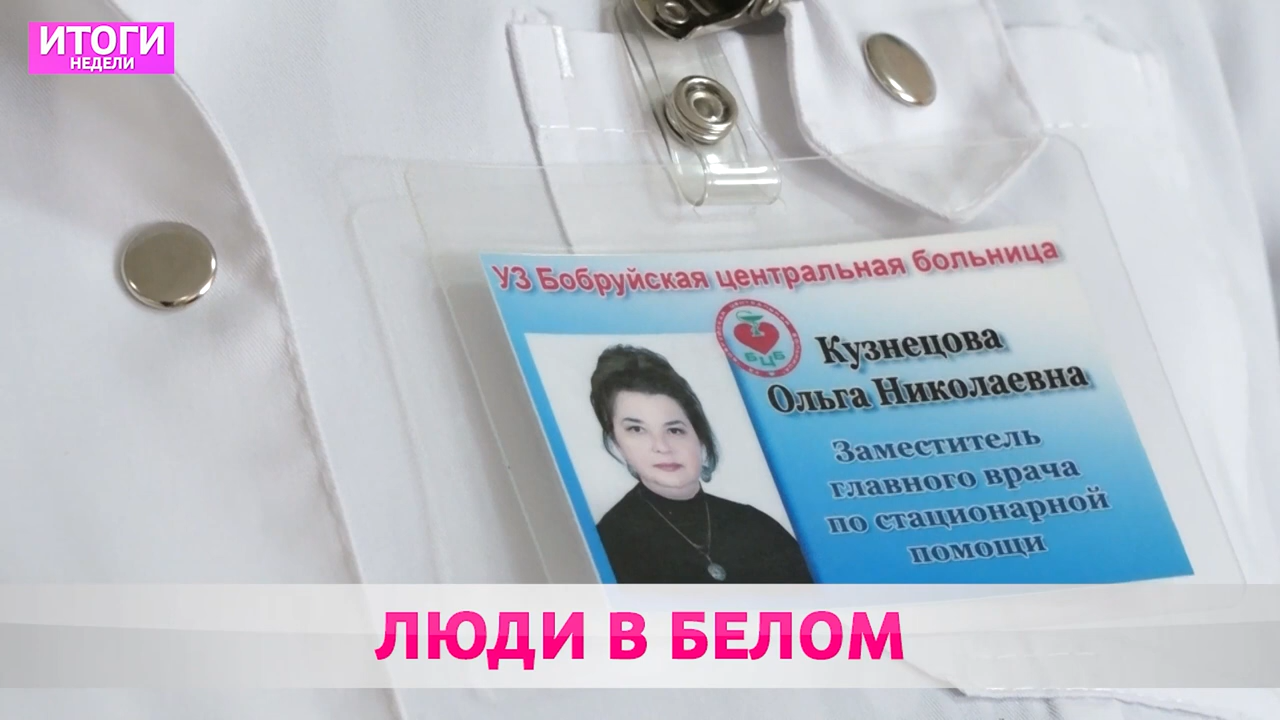 ИТОГИ
НЕДЕЛИ
УЗ Бобруйская центральная больница
БЦБ
Кузнецова
Ольга Николаевна
Заместитель
главного врача
по стационарной
помощи
ЛЮДИ В БЕЛОМ